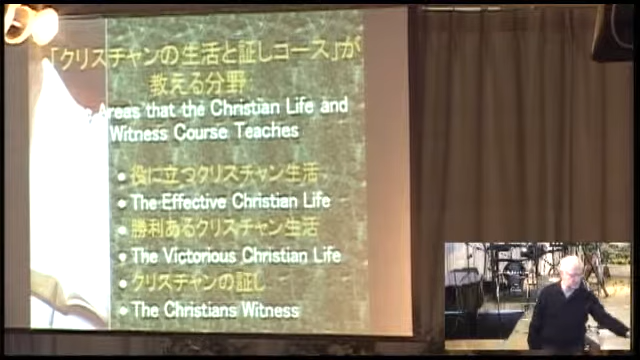 「クリスチャンの生活と証しコース」が
教える分野
Areas that the Christian Life and
Witness Course Teaches
• 役に立つクリスチャン生活
• The Effective Christian Life
• 勝利あるクリスチャン生活
• The Victorious Christian Life
• クリスチャンの証し
• The Christians Witness